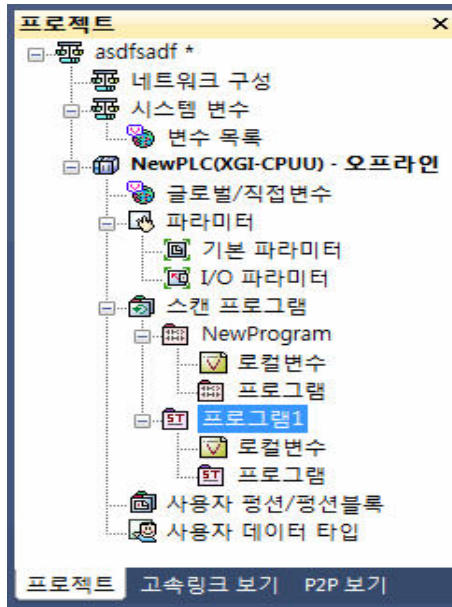 프로젝트
asdfsadf *
네트워크 구성
시스템 변수
변수 목록
NewPLC(XGI-CPUU) - 오프라인
글로벌/직접변수
파라미터
기본 파라미터
I/O 파라미터
스캔 프로그램
NewProgram
로컬변수
프로그램
ST 프로그램1
로컬변수
ST 프로그램
사용자 펑션/펑션블록
사용자 데이터 타입
프로젝트 고속링크 보기 P2P 보기